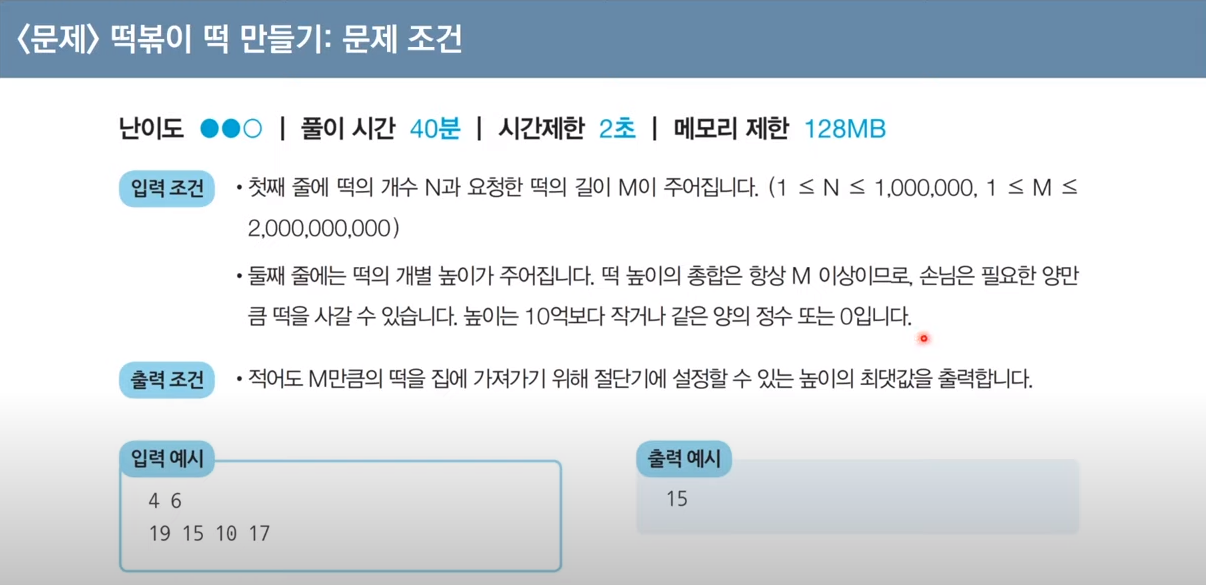 〈문제〉 떡볶이 떡 만들기: 문제 조건
난이도 ●●○ | 풀이 시간 40분 | 시간제한 2초 | 메모리 제한 128MB
입력 조건 • 첫째 줄에 떡의 개수 N과 요청한 떡의 길이 M이 주어집니다. (1 ≤ N ≤ 1,000,000, 1 ≤ M ≤
2,000,000,000)
• 둘째 줄에는 떡의 개별 높이가 주어집니다. 떡 높이의 총합은 항상 M 이상이므로, 손님은 필요한 양만
큼 떡을 사갈 수 있습니다. 높이는 10억보다 작거나 같은 양의 정수 또는 0입니다.
출력 조건 • 적어도 M만큼의 떡을 집에 가져가기 위해 절단기에 설정할 수 있는 높이의 최댓값을 출력합니다.
입력 예시
4 6
19 15 10 17
출력 예시
15